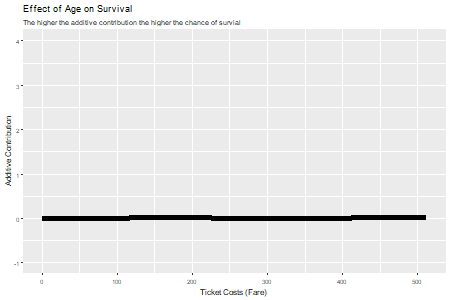 Effect of Age on Survival
The higher the additive contribution the higher the chance of survial
4
3
2
1
0
-1
Additive Contribution
0 100 200 300 400 500
Ticket Costs (Fare)